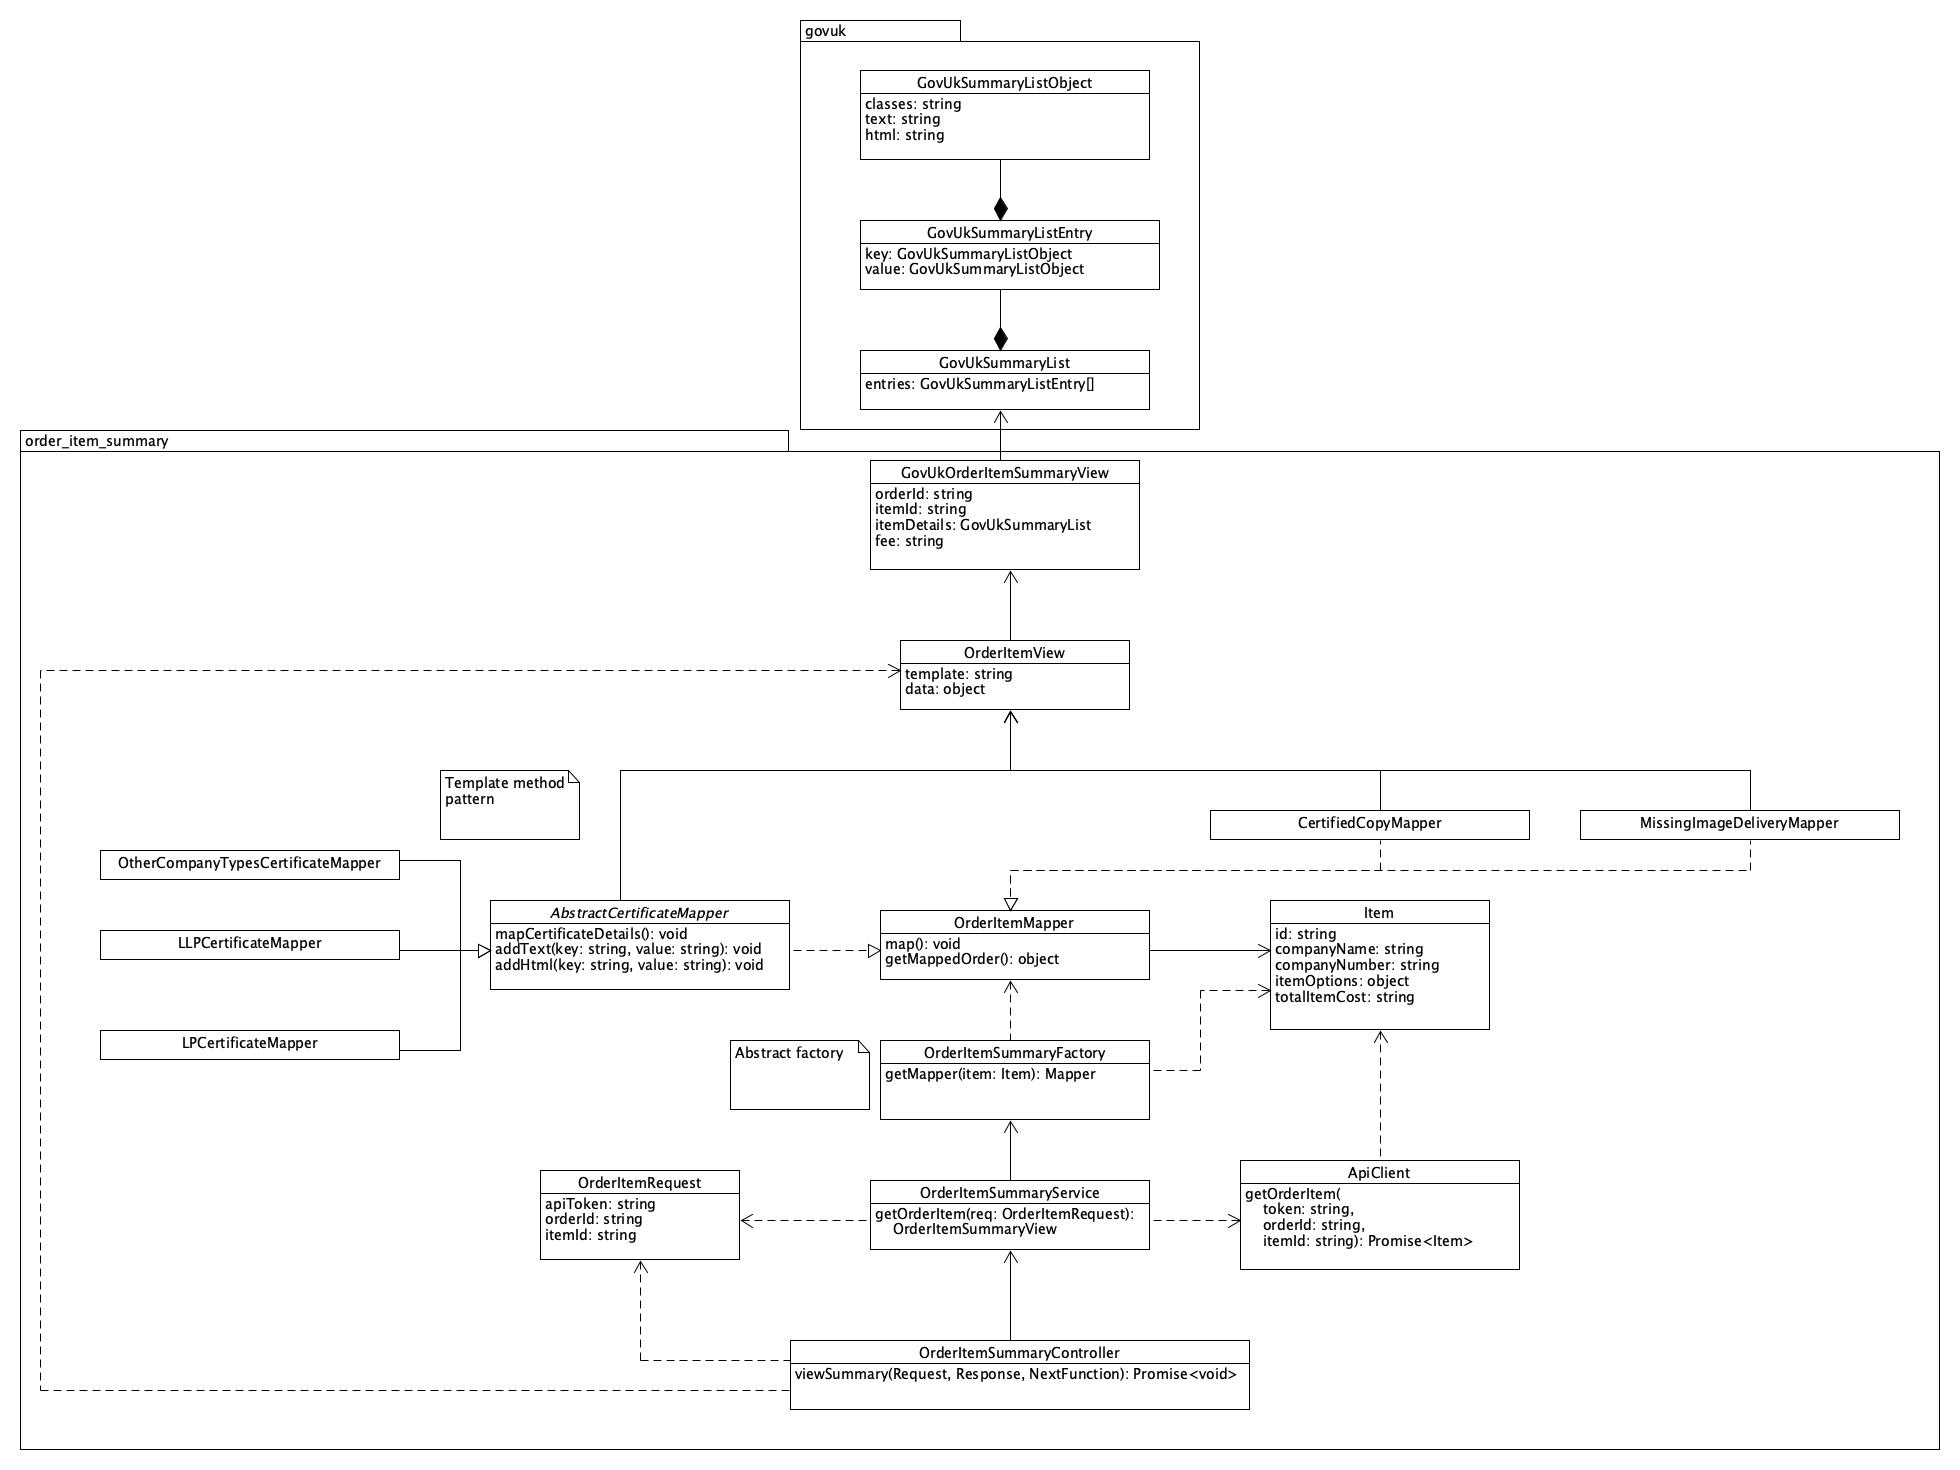 govuk
GovUkSummaryListObject
classes: string
text: string
html: string
GovUkSummaryListEntry
key: GovUkSummaryListObject
value: GovUkSummaryListObject
GovUkSummaryList
entries: GovUkSummaryListEntry[]
order_item_summary
GovUkOrderItemSummaryView
orderId: string
itemId: string
itemDetails: GovUkSummaryList
fee: string
OrderItemView
template: string
data: object
Template method
pattern
CertifiedCopyMapper
MissingImageDeliveryMapper
OtherCompanyTypesCertificateMapper
LLPCertificateMapper
LPCertificateMapper
AbstractCertificateMapper
mapCertificateDetails(): void
addText(key: string, value: string): void
addHtml(key: string, value: string): void
OrderItemMapper
map(): void
getMappedOrder(): object
Item
id: string
companyName: string
companyNumber: string
itemOptions: object
totalItemCost: string
Abstract factory
OrderItemSummaryFactory
getMapper(item: Item): Mapper
OrderItemRequest
apiToken: string
orderId: string
itemId: string
OrderItemSummaryService
getOrderItem(req: OrderItemRequest):
OrderItemSummaryView
ApiClient
getOrderItem(
token: string,
orderId: string,
itemId: string): Promise<Item>
OrderItemSummaryController
viewSummary(Request, Response, NextFunction): Promise<void>